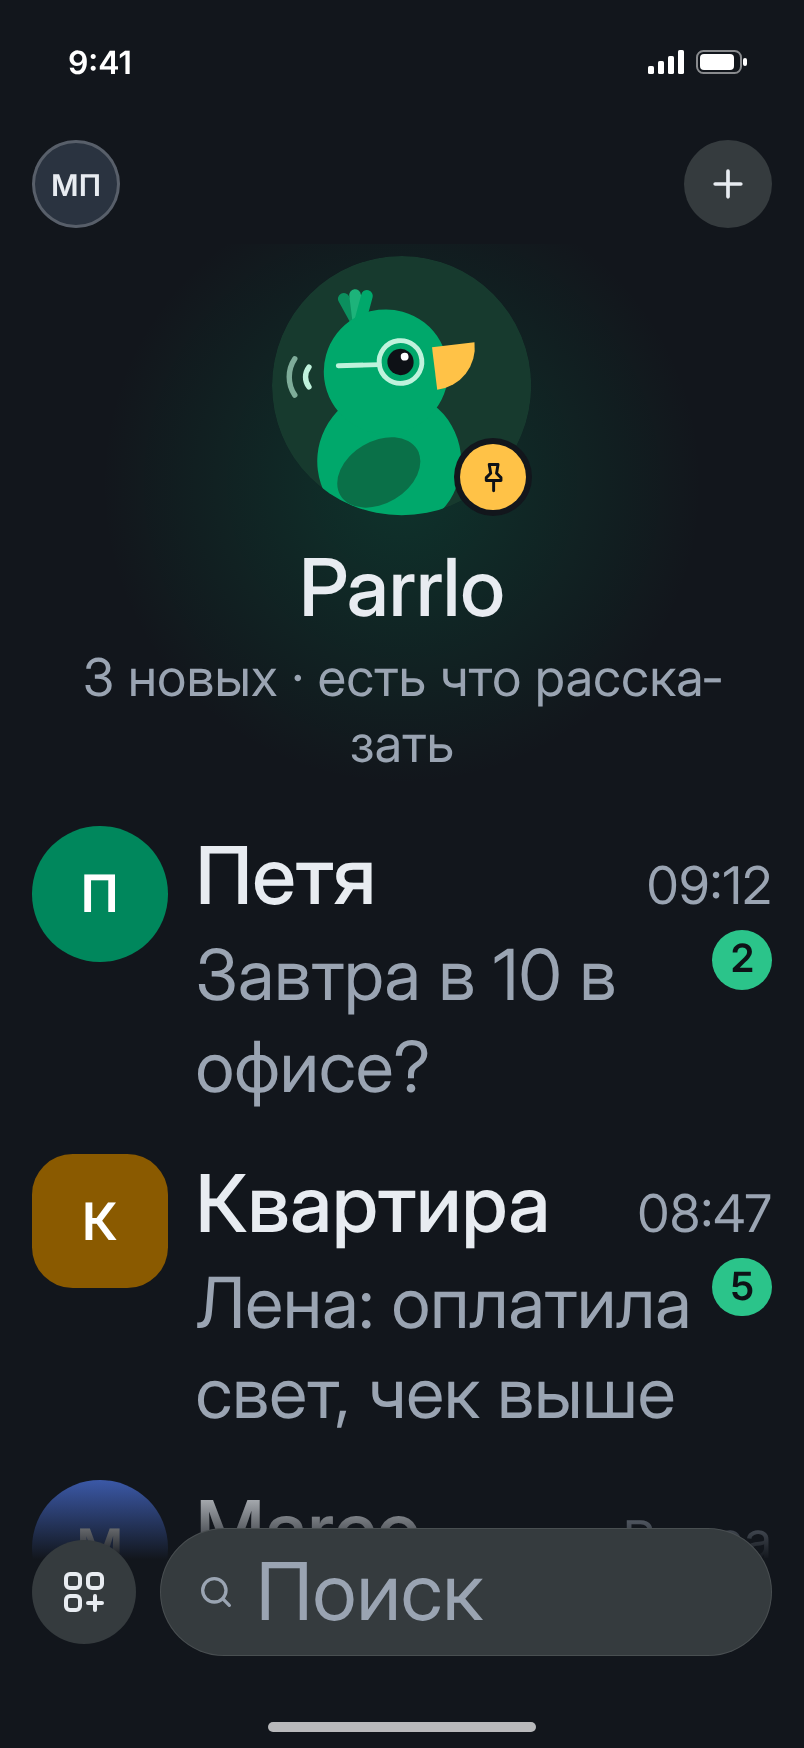 9:41
МП
Parrlo
3 новых · есть что расска-
зать
П
Петя
09:12
Завтра в 10 в
2
офисе?
К
Квартира
08:47
Лена: оплатила
5
свет, чек выше
М
Поиск